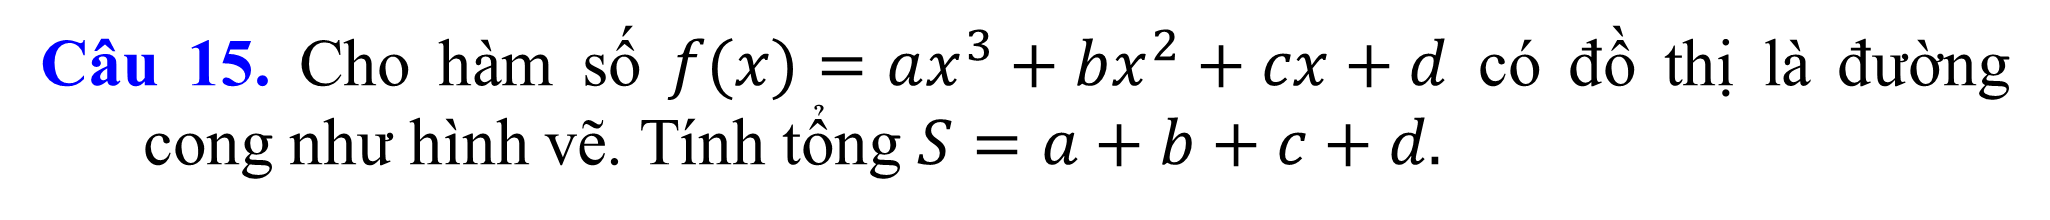 Câu 15. Cho hàm số f(x) = ax³ + bx² + cx + d có đồ thị là đường
cong như hình vẽ. Tính tổng S = a + b + c + d.